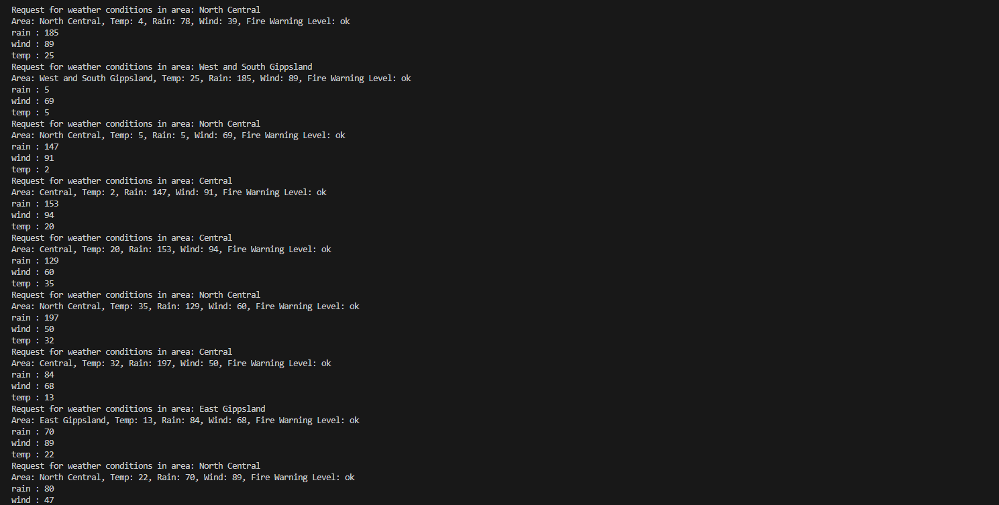 Request for weather conditions in area: North Central
Area: North Central, Temp: 4, Rain: 78, Wind: 39, Fire Warning Level: ok
rain : 185
wind : 89
temp : 25
Request for weather conditions in area: West and South Gippsland
Area: West and South Gippsland, Temp: 25, Rain: 185, Wind: 89, Fire Warning Level: ok
rain : 5
wind : 69
temp : 5
Request for weather conditions in area: North Central
Area: North Central, Temp: 5, Rain: 5, Wind: 69, Fire Warning Level: ok
rain : 147
wind : 91
temp : 2
Request for weather conditions in area: Central
Area: Central, Temp: 2, Rain: 147, Wind: 91, Fire Warning Level: ok
rain : 153
wind : 94
temp : 20
Request for weather conditions in area: Central
Area: Central, Temp: 20, Rain: 153, Wind: 94, Fire Warning Level: ok
rain : 129
wind : 60
temp : 35
Request for weather conditions in area: North Central
Area: North Central, Temp: 35, Rain: 129, Wind: 60, Fire Warning Level: ok
rain : 197
wind : 50
temp : 32
Request for weather conditions in area: Central
Area: Central, Temp: 32, Rain: 197, Wind: 50, Fire Warning Level: ok
rain : 84
wind : 68
temp : 13
Request for weather conditions in area: East Gippsland
Area: East Gippsland, Temp: 13, Rain: 84, Wind: 68, Fire Warning Level: ok
rain : 70
wind : 89
temp : 22
Request for weather conditions in area: North Central
Area: North Central, Temp: 22, Rain: 70, Wind: 89, Fire Warning Level: ok
rain : 80
wind : 47